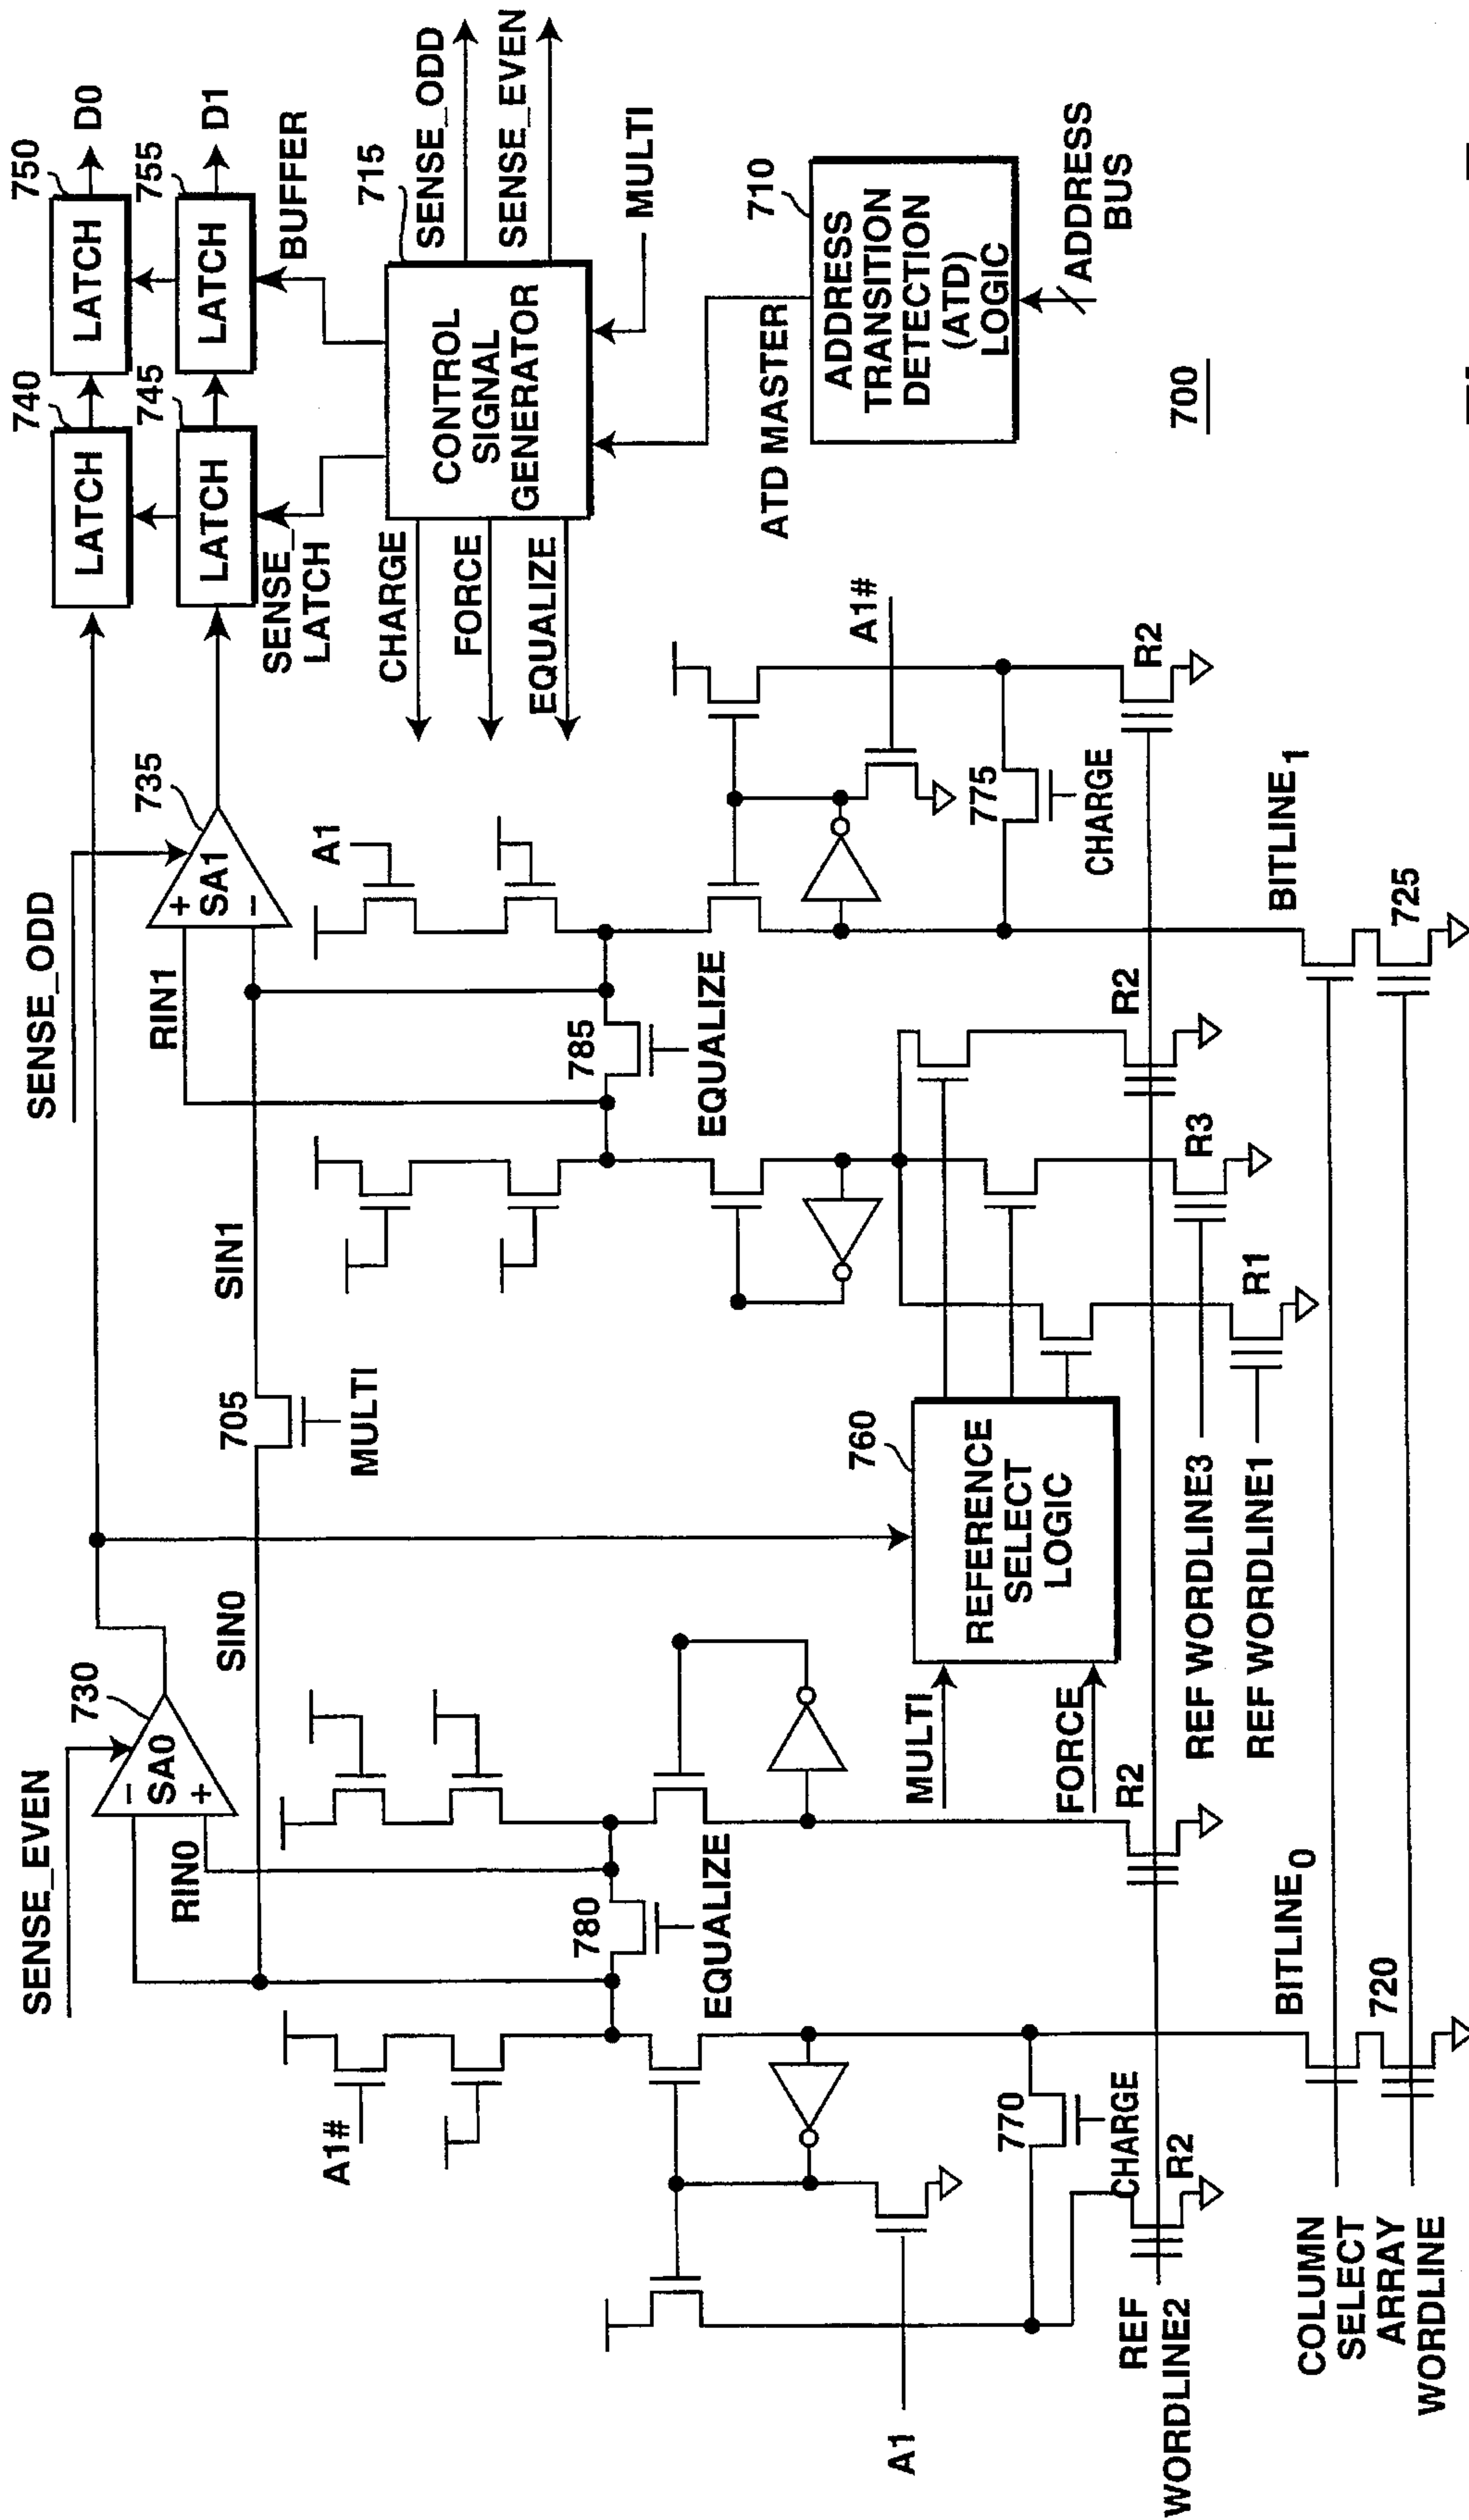 SENSE_EVEN
730
SA0
−
+
RIN0
SIN0
705
MULTI
SIN1
SENSE_ODD
735
RIN1
+
SA1
−
740
LATCH
750
LATCH
D0
745
LATCH
755
LATCH
D1
SENSE_
LATCH
BUFFER
715
CHARGE
FORCE
EQUALIZE
CONTROL
SIGNAL
GENERATOR
SENSE_ODD
SENSE_EVEN
MULTI
ATD MASTER
710
ADDRESS
TRANSITION
DETECTION
(ATD)
LOGIC
ADDRESS
BUS
700
A1#
780
EQUALIZE
785
EQUALIZE
A1
A1#
A1
770
CHARGE
775
CHARGE
MULTI
FORCE
760
REFERENCE
SELECT
LOGIC
REF
WORDLINE2
R2
R2
R2
R2
R3
R1
REF WORDLINE3
REF WORDLINE1
BITLINE0
BITLINE1
720
725
COLUMN
SELECT
ARRAY
WORDLINE